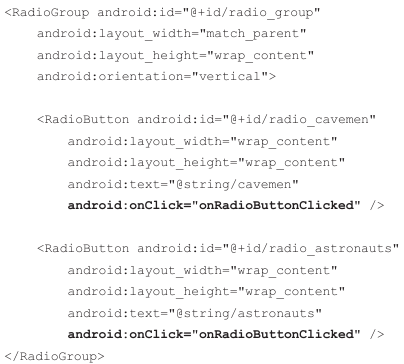 <RadioGroup android:id="@+id/radio_group"
    android:layout_width="match_parent"
    android:layout_height="wrap_content"
    android:orientation="vertical">

    <RadioButton android:id="@+id/radio_cavemen"
        android:layout_width="wrap_content"
        android:layout_height="wrap_content"
        android:text="@string/cavemen"
        android:onClick="onRadioButtonClicked" />

    <RadioButton android:id="@+id/radio_astronauts"
        android:layout_width="wrap_content"
        android:layout_height="wrap_content"
        android:text="@string/astronauts"
        android:onClick="onRadioButtonClicked" />
</RadioGroup>